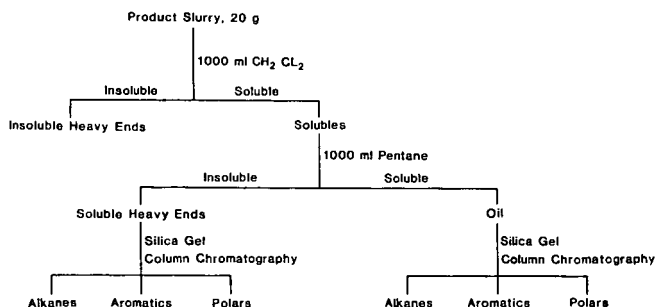 Product Slurry, 20 g
1000 ml CH2 CL2
Insoluble Soluble
Insoluble Heavy Ends Solubles
1000 ml Pentane
Insoluble Soluble
Soluble Heavy Ends Oil
Silica Gel Silica Gel
Column Chromatography Column Chromatography
Alkanes Aromatics Polars Alkanes Aromatics Polars